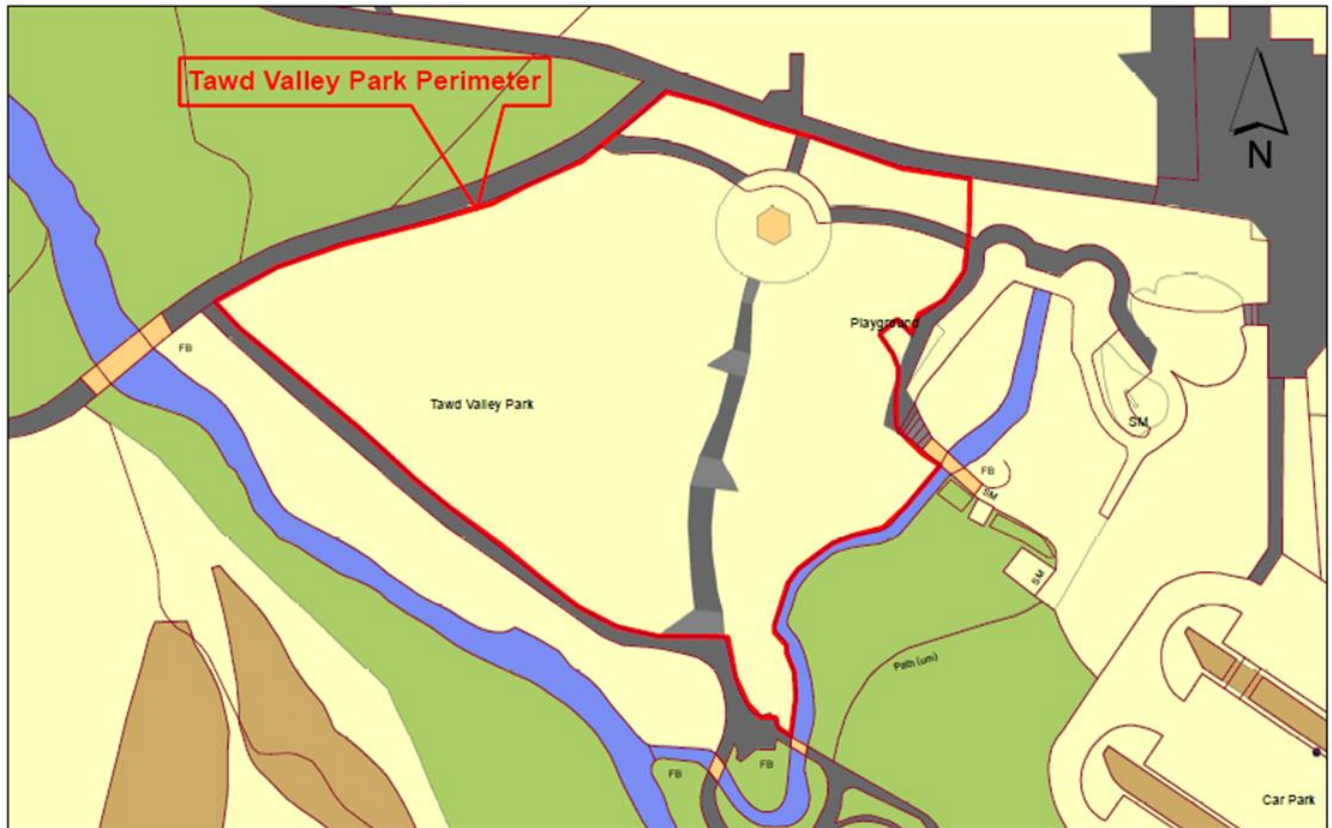 Tawd Valley Park Perimeter
N
Playground
FB
Tawd Valley Park
SM
FB
SM
SM
Path (um)
FB
FB
Car Park